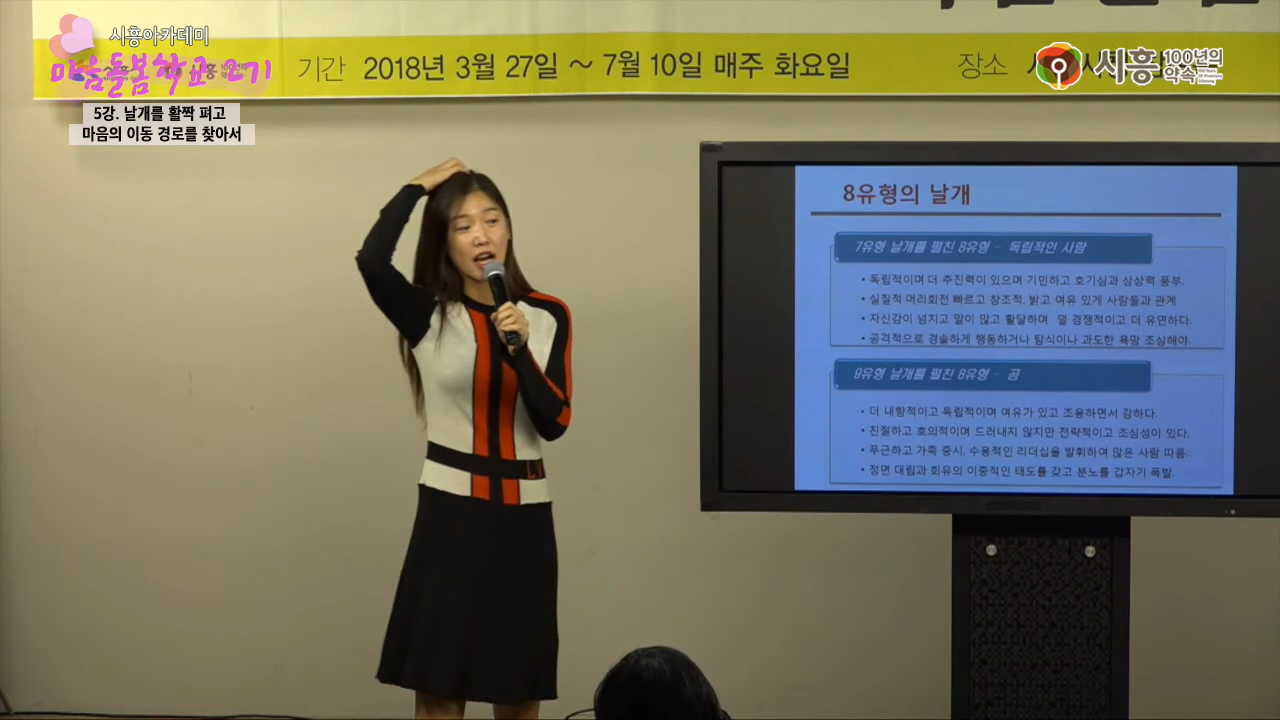 시흥아카데미
마음돌봄학교 2기
5강. 날개를 활짝 펴고
마음의 이동 경로를 찾아서
기간 2018년 3월 27일 ~ 7월 10일 매주 화요일
장소
시흥 100년의 약속
8유형의 날개
7유형 날개를 펼친 8유형 - 독립적인 사람
• 독립적이며 더 추진력이 있으며 기민하고 호기심과 상상력 풍부.
• 실질적 머리회전 빠르고 창조적, 밝고 여유 있게 사람들과 관계
• 자신감이 넘치고 말이 많고 활달하며 덜 경쟁적이고 더 유연하다.
• 공격적으로 경솔하게 행동하거나 탐식이나 과도한 욕망 조심해야.
9유형 날개를 펼친 8유형 - 곰
• 더 내향적이고 독립적이며 여유가 있고 조용하면서 강하다.
• 친절하고 호의적이며 드러내지 않지만 전략적이고 조심성이 있다.
• 푸근하고 가족 중시, 수용적인 리더십을 발휘하여 많은 사람 따름.
• 정면 대립과 회유의 이중적인 태도를 갖고 분노를 갑자기 폭발.